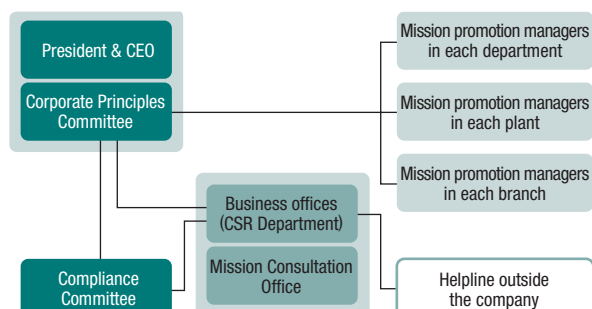 President & CEO
Corporate Principles
Committee
Mission promotion managers
in each department
Mission promotion managers
in each plant
Mission promotion managers
in each branch
Business offices
(CSR Department)
Mission Consultation
Office
Compliance
Committee
Helpline outside
the company